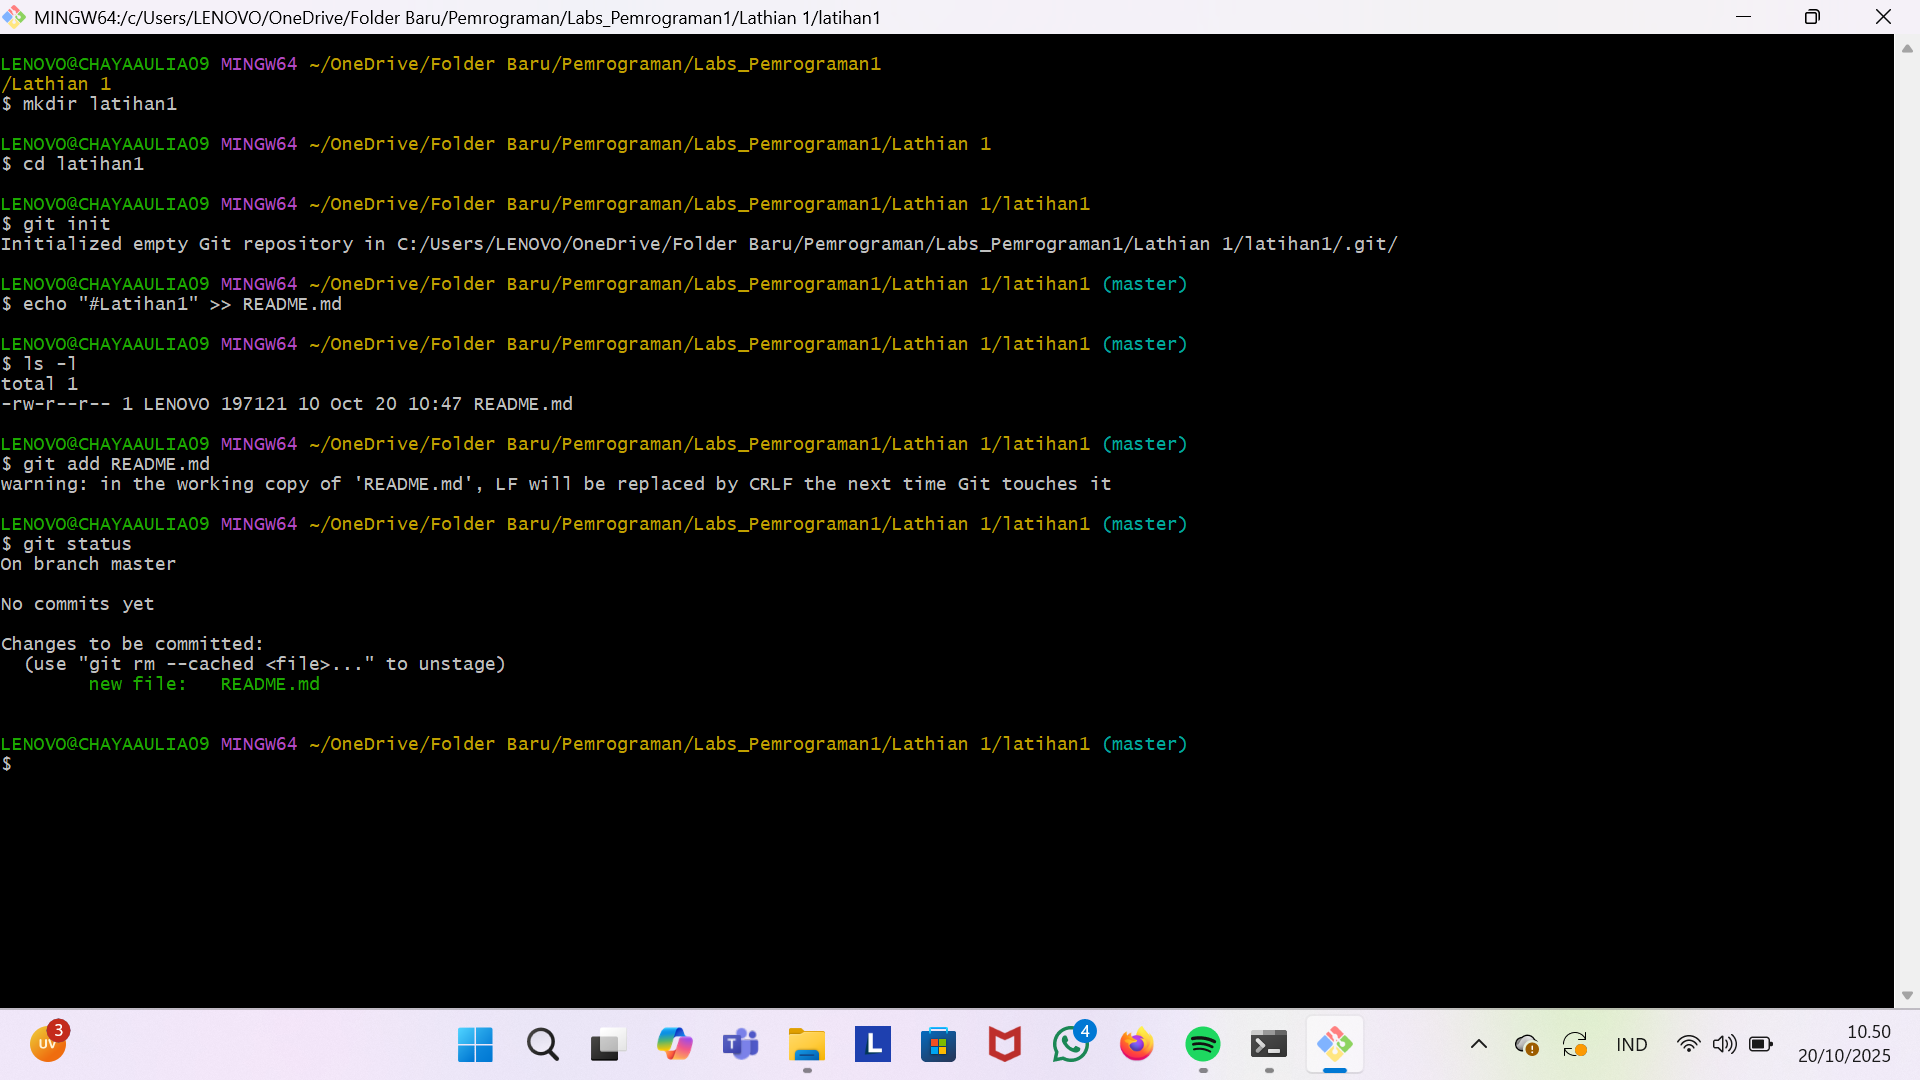 MINGW64:/c/Users/LENOVO/OneDrive/Folder Baru/Pemrograman/Labs_Pemrograman1/Lathian 1/latihan1
LENOVO@CHAYAAULIA09 MINGW64 ~/OneDrive/Folder Baru/Pemrograman/Labs_Pemrograman1
/Lathian 1
$ mkdir latihan1
LENOVO@CHAYAAULIA09 MINGW64 ~/OneDrive/Folder Baru/Pemrograman/Labs_Pemrograman1/Lathian 1
$ cd latihan1
LENOVO@CHAYAAULIA09 MINGW64 ~/OneDrive/Folder Baru/Pemrograman/Labs_Pemrograman1/Lathian 1/latihan1
$ git init
Initialized empty Git repository in C:/Users/LENOVO/OneDrive/Folder Baru/Pemrograman/Labs_Pemrograman1/Lathian 1/latihan1/.git/
LENOVO@CHAYAAULIA09 MINGW64 ~/OneDrive/Folder Baru/Pemrograman/Labs_Pemrograman1/Lathian 1/latihan1 (master)
$ echo "#Latihan1" >> README.md
LENOVO@CHAYAAULIA09 MINGW64 ~/OneDrive/Folder Baru/Pemrograman/Labs_Pemrograman1/Lathian 1/latihan1 (master)
$ ls -l
total 1
-rw-r--r-- 1 LENOVO 197121 10 Oct 20 10:47 README.md
LENOVO@CHAYAAULIA09 MINGW64 ~/OneDrive/Folder Baru/Pemrograman/Labs_Pemrograman1/Lathian 1/latihan1 (master)
$ git add README.md
warning: in the working copy of 'README.md', LF will be replaced by CRLF the next time Git touches it
LENOVO@CHAYAAULIA09 MINGW64 ~/OneDrive/Folder Baru/Pemrograman/Labs_Pemrograman1/Lathian 1/latihan1 (master)
$ git status
On branch master
No commits yet
Changes to be committed:
  (use "git rm --cached <file>..." to unstage)
        new file:   README.md
LENOVO@CHAYAAULIA09 MINGW64 ~/OneDrive/Folder Baru/Pemrograman/Labs_Pemrograman1/Lathian 1/latihan1 (master)
$
UV 3
L
4
IND
10.50
20/10/2025